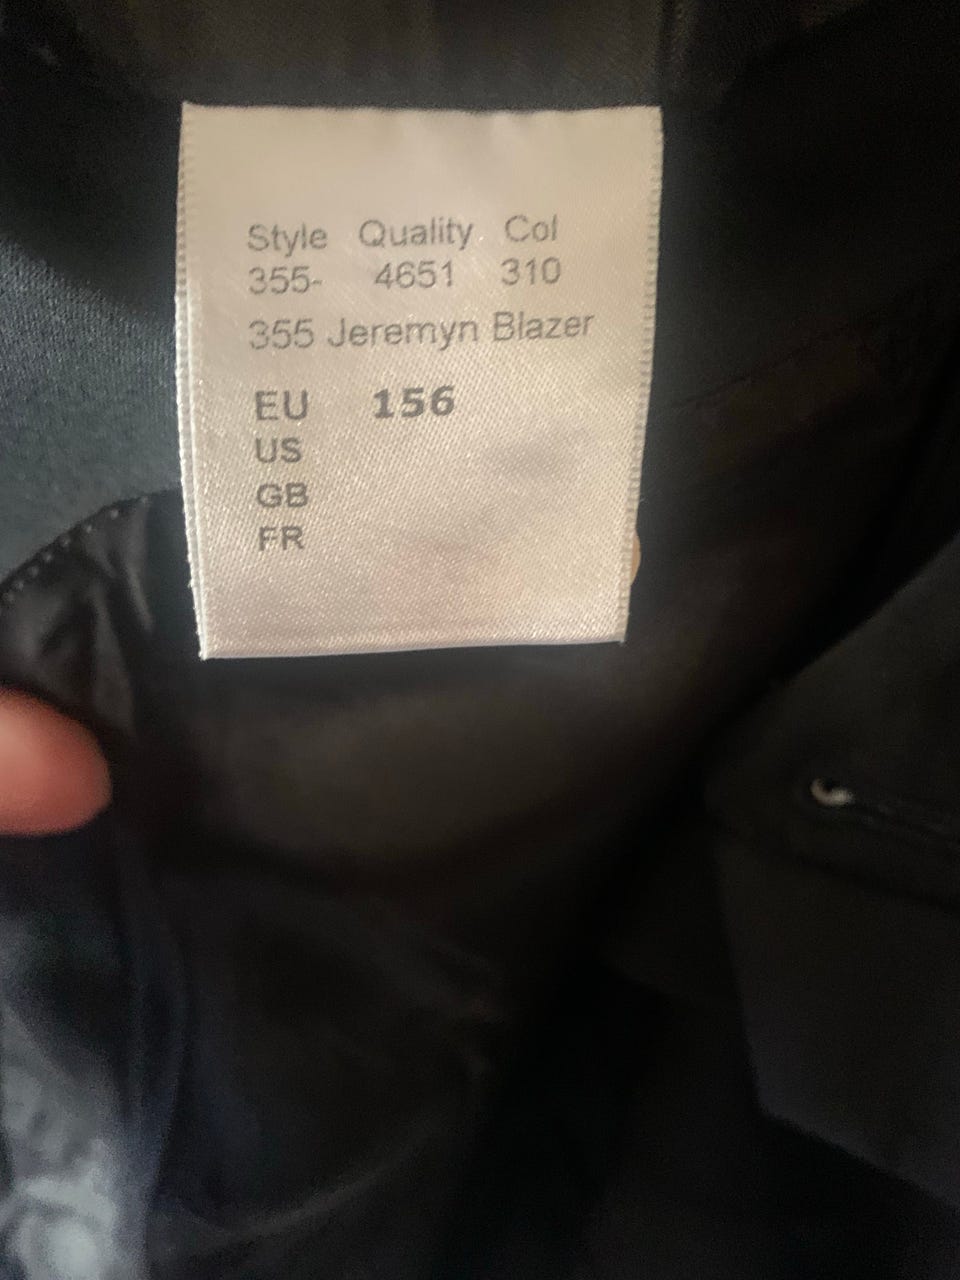 Style Quality Col
355- 4651 310
355 Jeremyn Blazer
EU 156
US
GB
FR